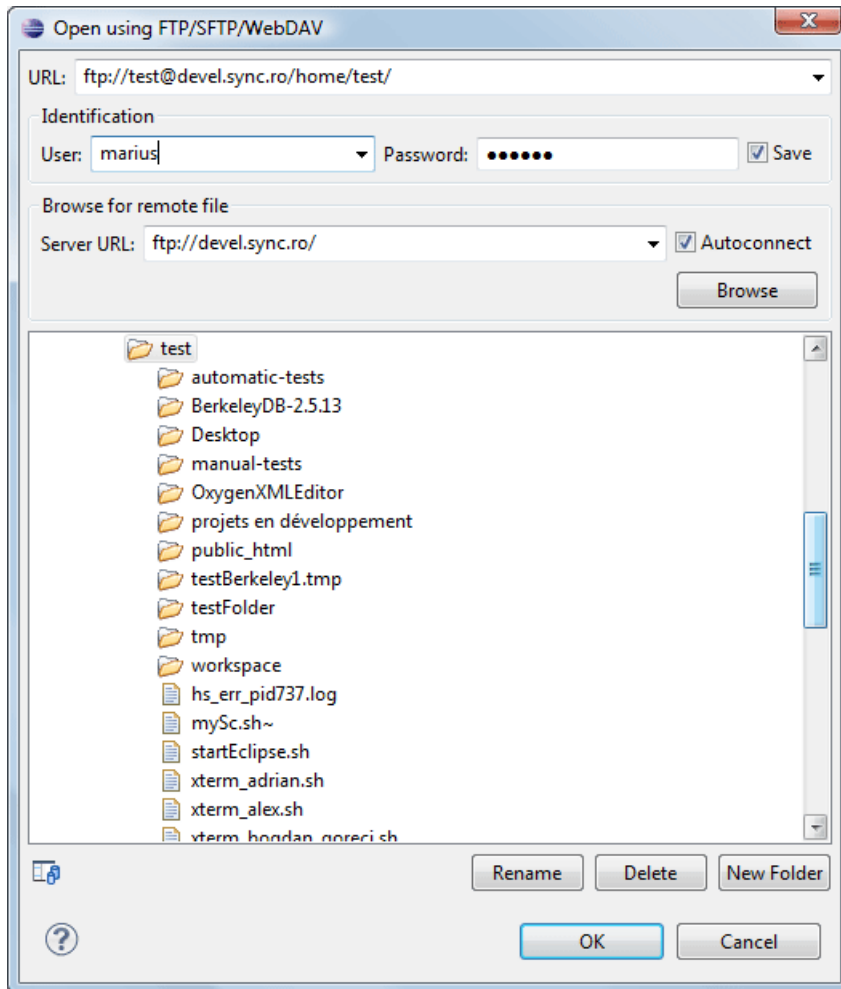 Open using FTP/SFTP/WebDAV
URL: ftp://test@devel.sync.ro/home/test/
Identification
User: marius Password: ●●●●●● Save
Browse for remote file
Server URL: ftp://devel.sync.ro/ Autoconnect
Browse
test
automatic-tests
BerkeleyDB-2.5.13
Desktop
manual-tests
OxygenXMLEditor
projets en développement
public_html
testBerkeley1.tmp
testFolder
tmp
workspace
hs_err_pid737.log
mySc.sh~
startEclipse.sh
xterm_adrian.sh
xterm_alex.sh
xterm_bogdan_goreci.sh
Rename Delete New Folder
? OK Cancel